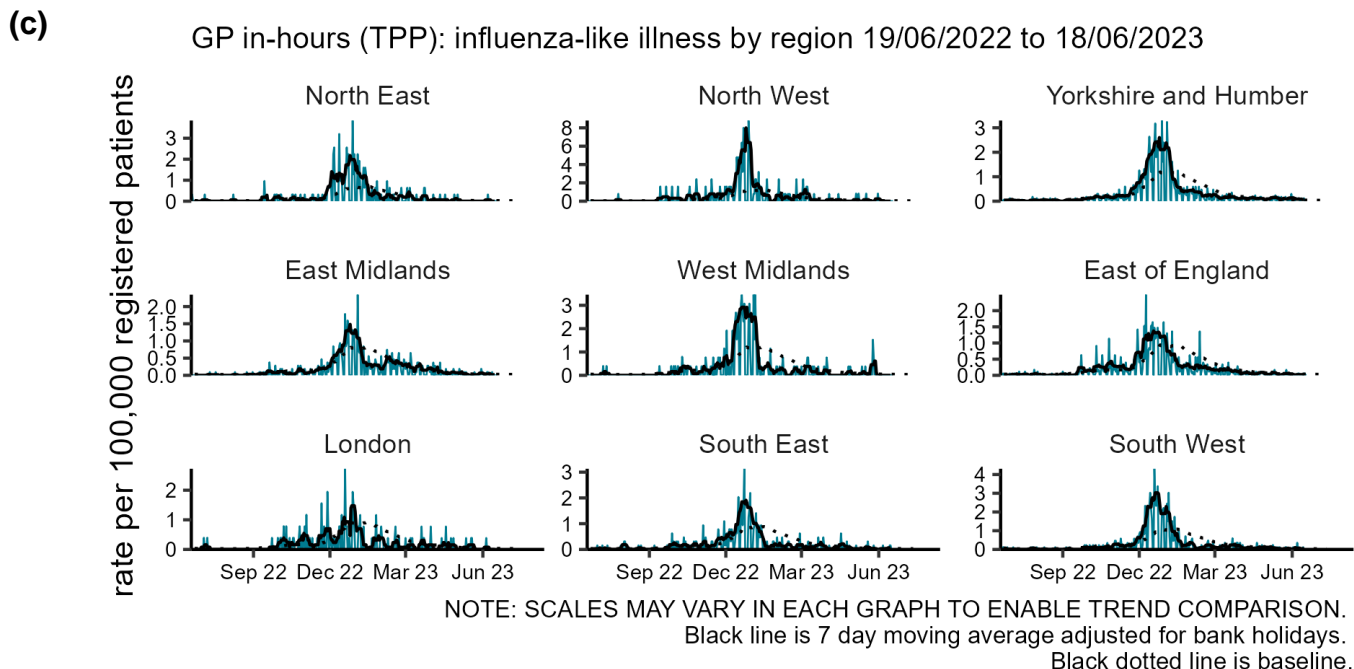 (c)
GP in-hours (TPP): influenza-like illness by region 19/06/2022 to 18/06/2023
rate per 100,000 registered patients
North East
3
2
1
0
North West
8
6
4
2
0
Yorkshire and Humber
3
2
1
0
East Midlands
2.0
1.5
1.0
0.5
0.0
West Midlands
3
2
1
0
East of England
2.0
1.5
1.0
0.5
0.0
London
2
1
0
Sep 22 Dec 22 Mar 23 Jun 23
South East
3
2
1
0
Sep 22 Dec 22 Mar 23 Jun 23
South West
4
3
2
1
0
Sep 22 Dec 22 Mar 23 Jun 23
NOTE: SCALES MAY VARY IN EACH GRAPH TO ENABLE TREND COMPARISON.
Black line is 7 day moving average adjusted for bank holidays.
Black dotted line is baseline.